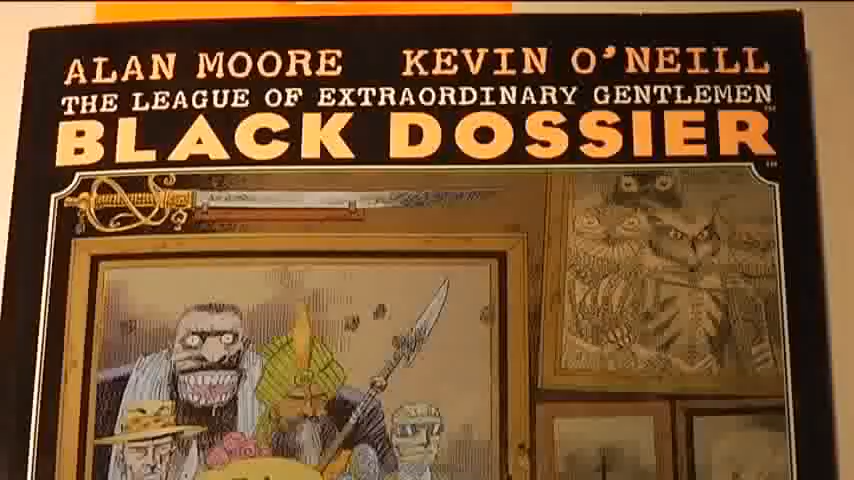 ALAN MOORE KEVIN O'NEILL
THE LEAGUE OF EXTRAORDINARY GENTLEMEN
BLACK DOSSIER